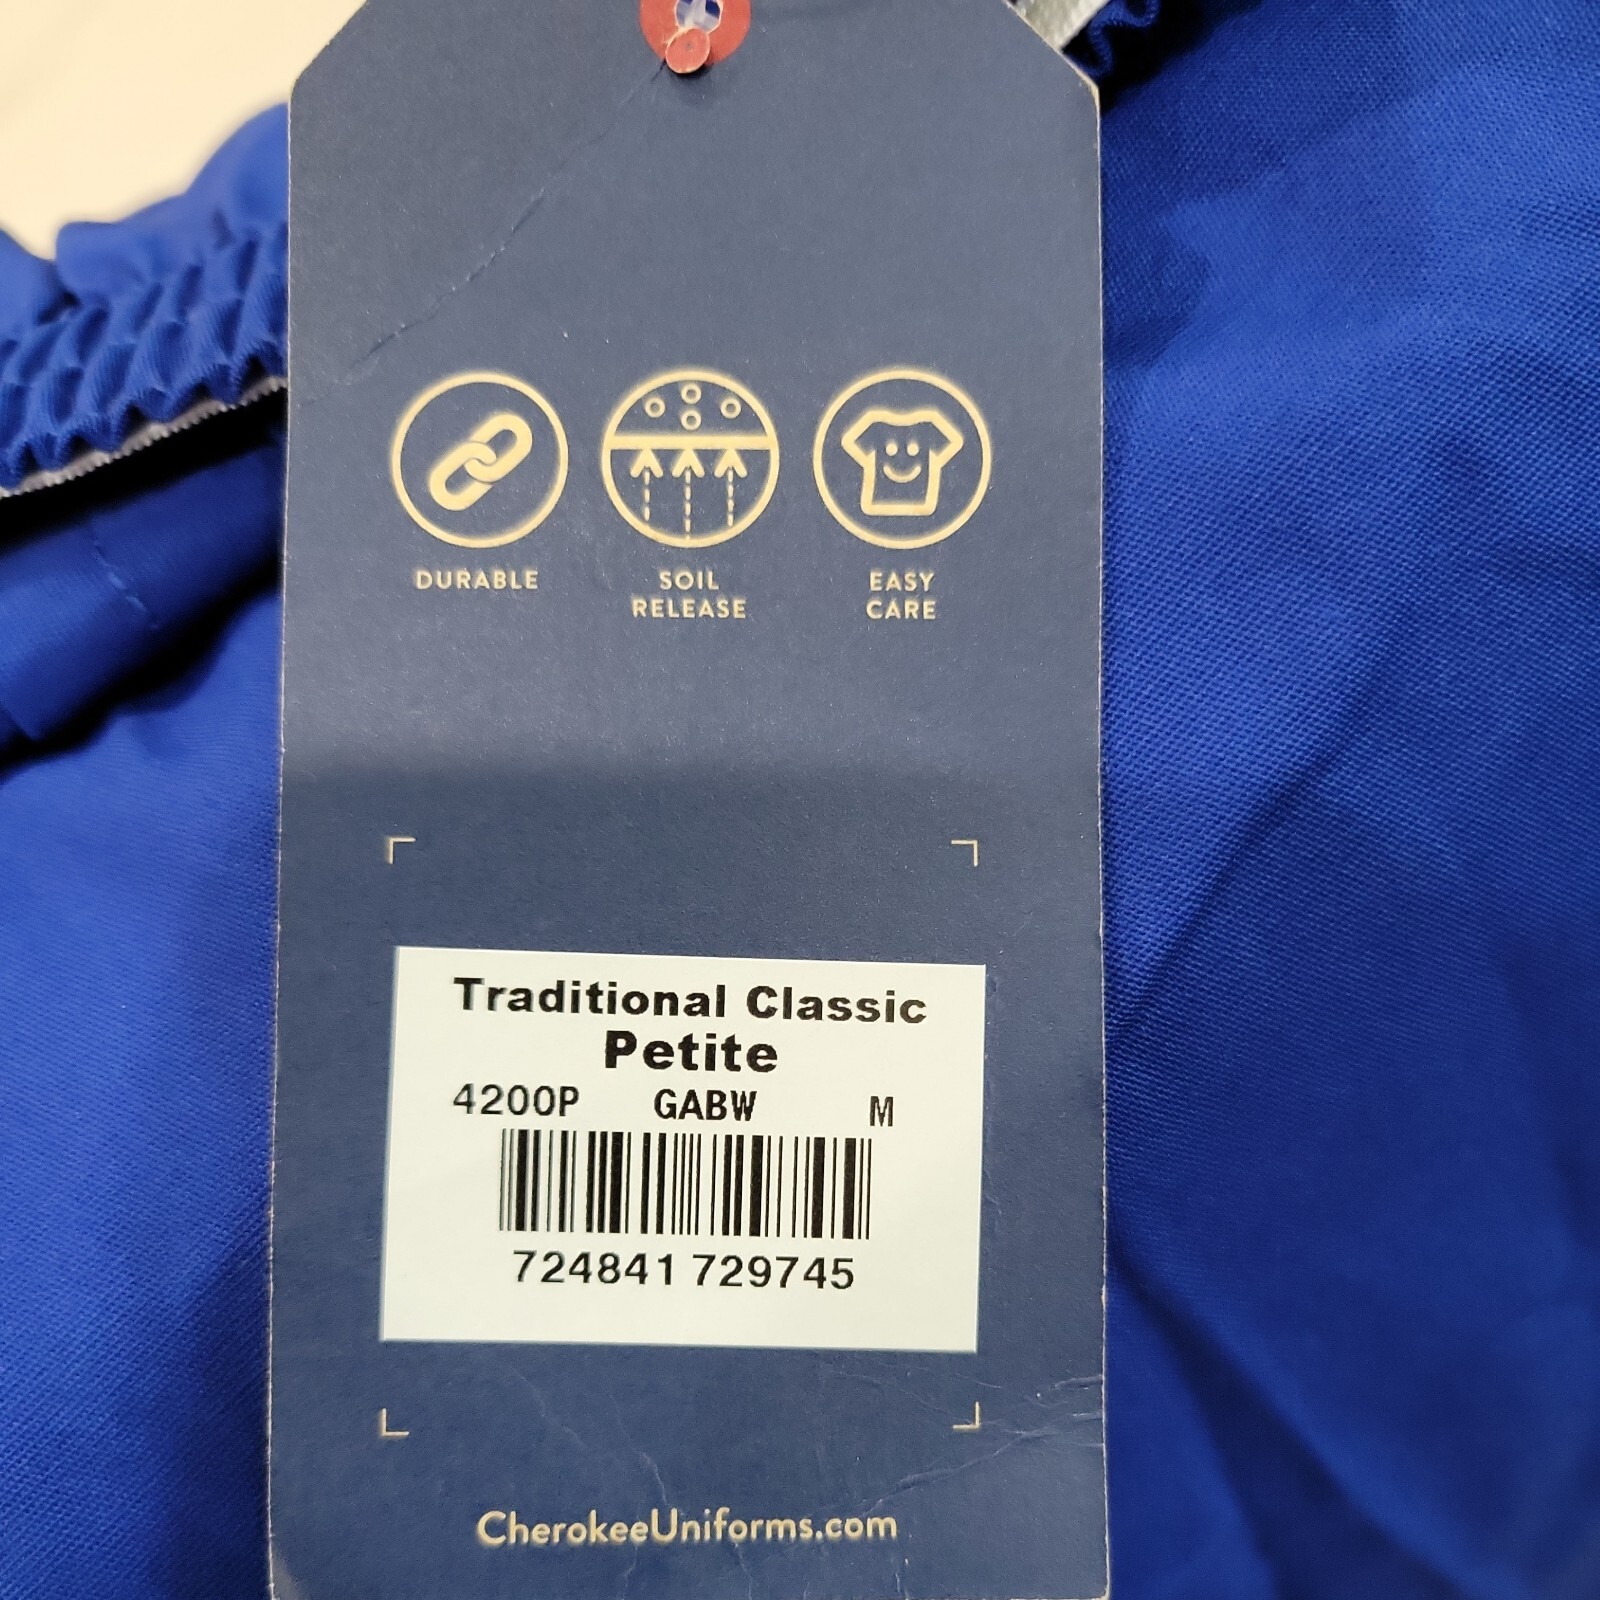 DURABLE
SOIL
RELEASE
EASY
CARE
Traditional Classic
Petite
4200P GABW M
724841 729745
CherokeeUniforms.com